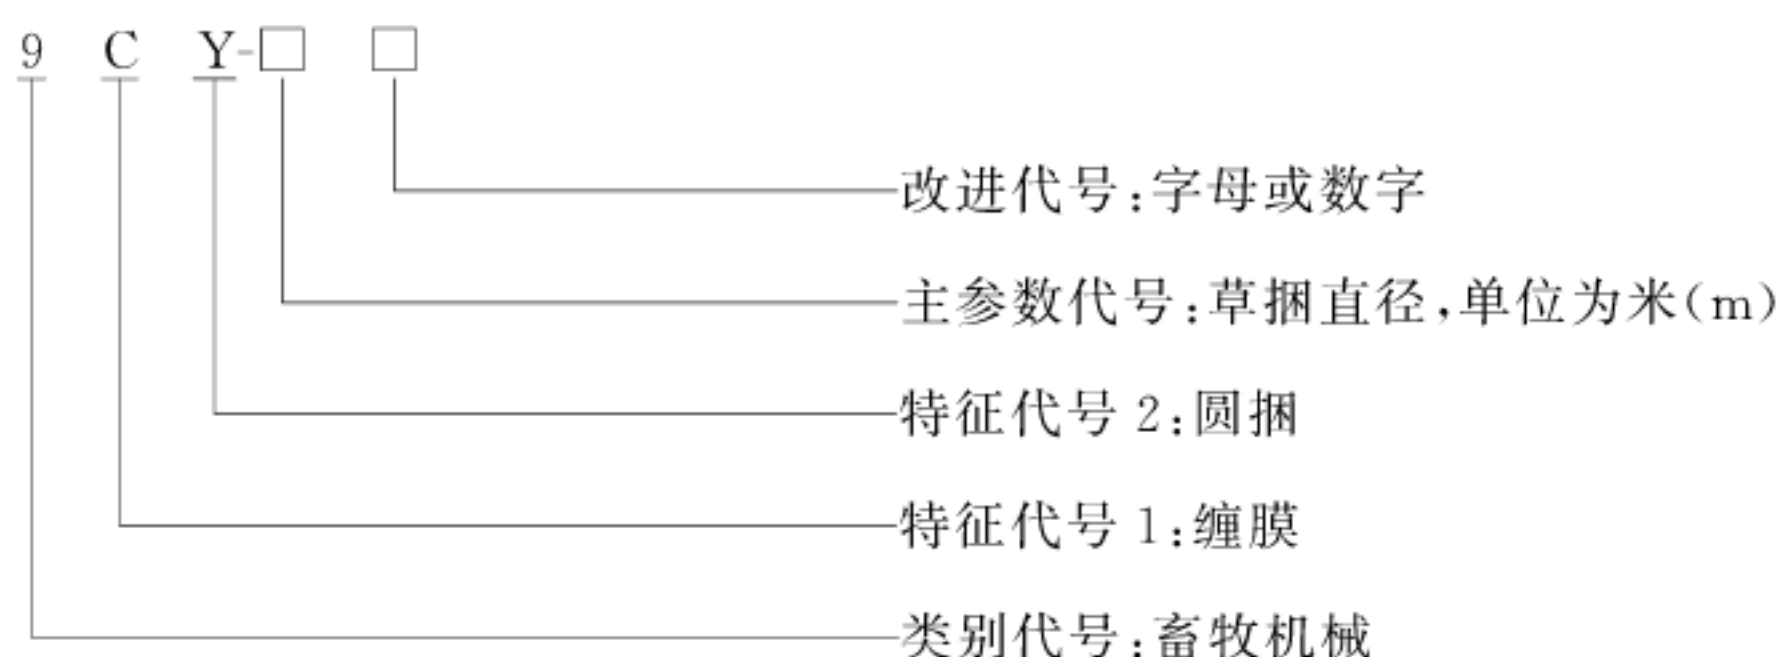 9 C Y-□ □
改进代号:字母或数字
主参数代号:草捆直径,单位为米(m)
特征代号 2:圆捆
特征代号 1:缠膜
类别代号:畜牧机械